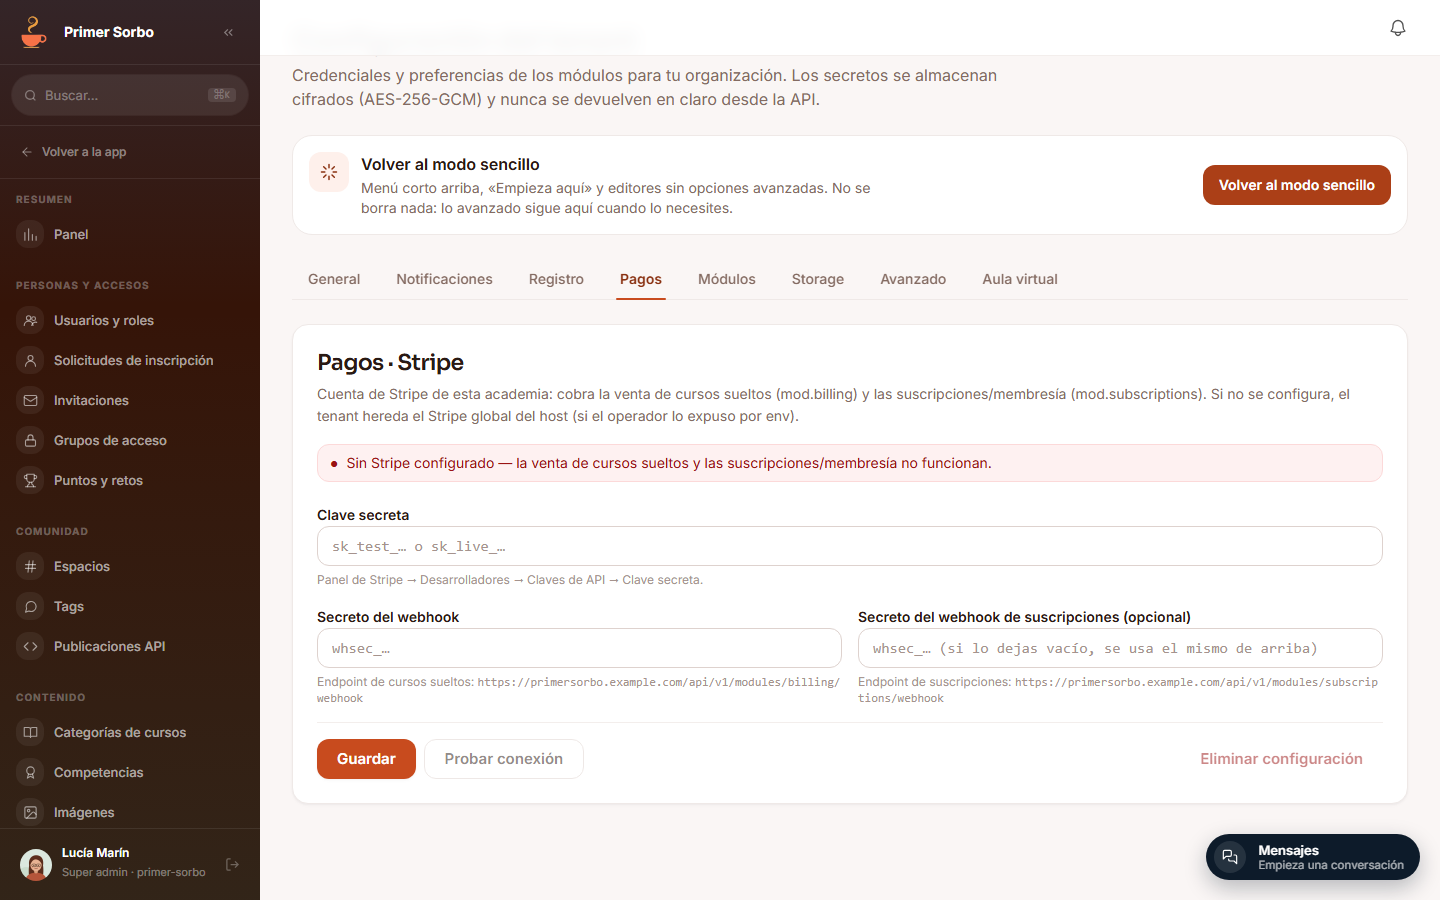 Primer Sorbo
Buscar...
⌘K
Volver a la app
RESUMEN
Panel
PERSONAS Y ACCESOS
Usuarios y roles
Solicitudes de inscripción
Invitaciones
Grupos de acceso
Puntos y retos
COMUNIDAD
Espacios
Tags
Publicaciones API
CONTENIDO
Categorías de cursos
Competencias
Imágenes
Lucía Marín
Super admin · primer-sorbo
Credenciales y preferencias de los módulos para tu organización. Los secretos se almacenan
cifrados (AES-256-GCM) y nunca se devuelven en claro desde la API.
Volver al modo sencillo
Menú corto arriba, «Empieza aquí» y editores sin opciones avanzadas. No se
borra nada: lo avanzado sigue aquí cuando lo necesites.
Volver al modo sencillo
General Notificaciones Registro Pagos Módulos Storage Avanzado Aula virtual
Pagos · Stripe
Cuenta de Stripe de esta academia: cobra la venta de cursos sueltos (mod.billing) y las suscripciones/membresía (mod.subscriptions). Si no se configura, el
tenant hereda el Stripe global del host (si el operador lo expuso por env).
Sin Stripe configurado — la venta de cursos sueltos y las suscripciones/membresía no funcionan.
Clave secreta
sk_test_… o sk_live_…
Panel de Stripe → Desarrolladores → Claves de API → Clave secreta.
Secreto del webhook
whsec_…
Endpoint de cursos sueltos: https://primersorbo.example.com/api/v1/modules/billing/
webhook
Secreto del webhook de suscripciones (opcional)
whsec_… (si lo dejas vacío, se usa el mismo de arriba)
Endpoint de suscripciones: https://primersorbo.example.com/api/v1/modules/subscrip
tions/webhook
Guardar
Probar conexión
Eliminar configuración
Mensajes
Empieza una conversación